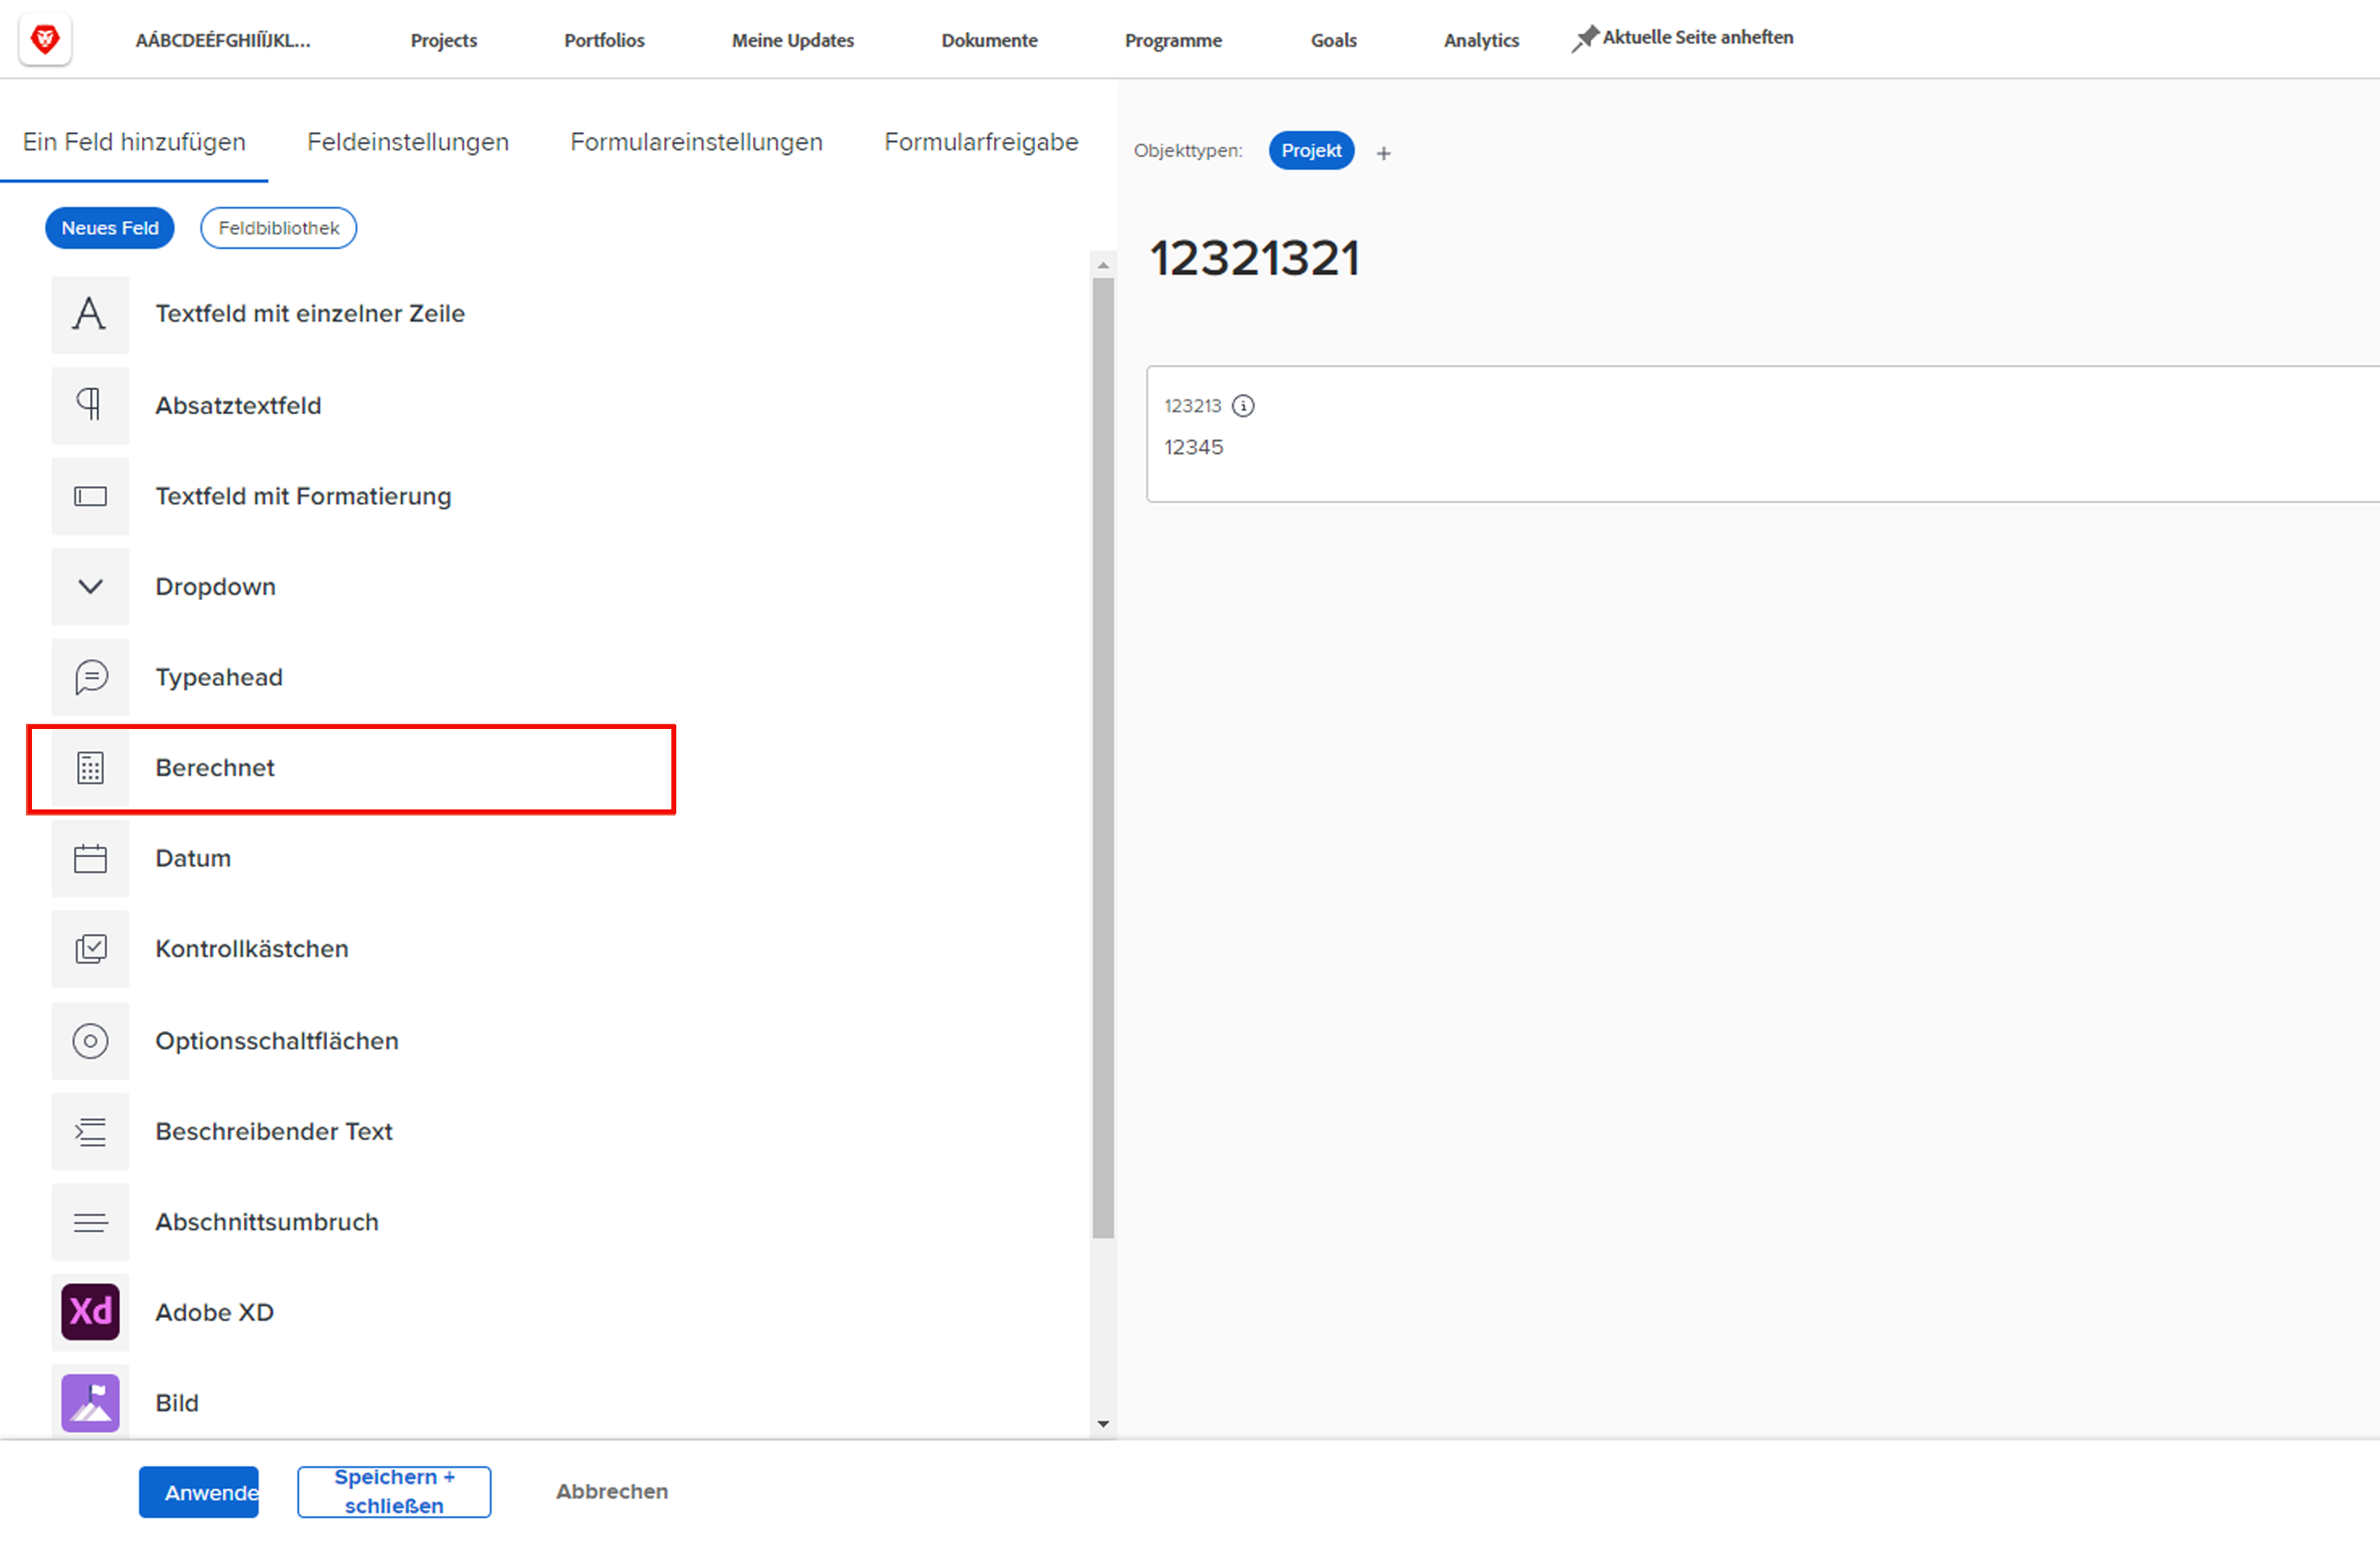 AÁBCDEÉFGHIÍÏJKL... Projects Portfolios Meine Updates Dokumente Programme Goals Analytics Aktuelle Seite anheften
Ein Feld hinzufügen Feldeinstellungen Formulareinstellungen Formularfreigabe
Objekttypen: Projekt +
Neues Feld Feldbibliothek
12321321
123213
12345
Textfeld mit einzelner Zeile
Absatztextfeld
Textfeld mit Formatierung
Dropdown
Typeahead
Berechnet
Datum
Kontrollkästchen
Optionsschaltflächen
Beschreibender Text
Abschnittsumbruch
Xd Adobe XD
Bild
Anwende
Speichern +
schließen
Abbrechen